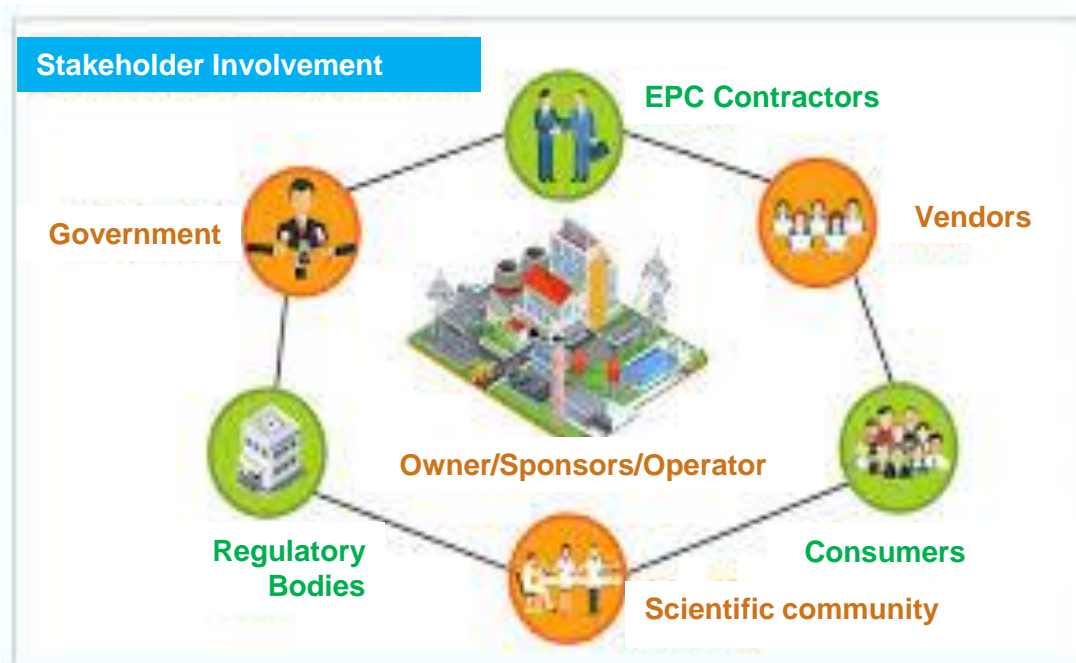 Stakeholder Involvement
EPC Contractors
Government
Vendors
Owner/Sponsors/Operator
Regulatory
Bodies
Consumers
Scientific community